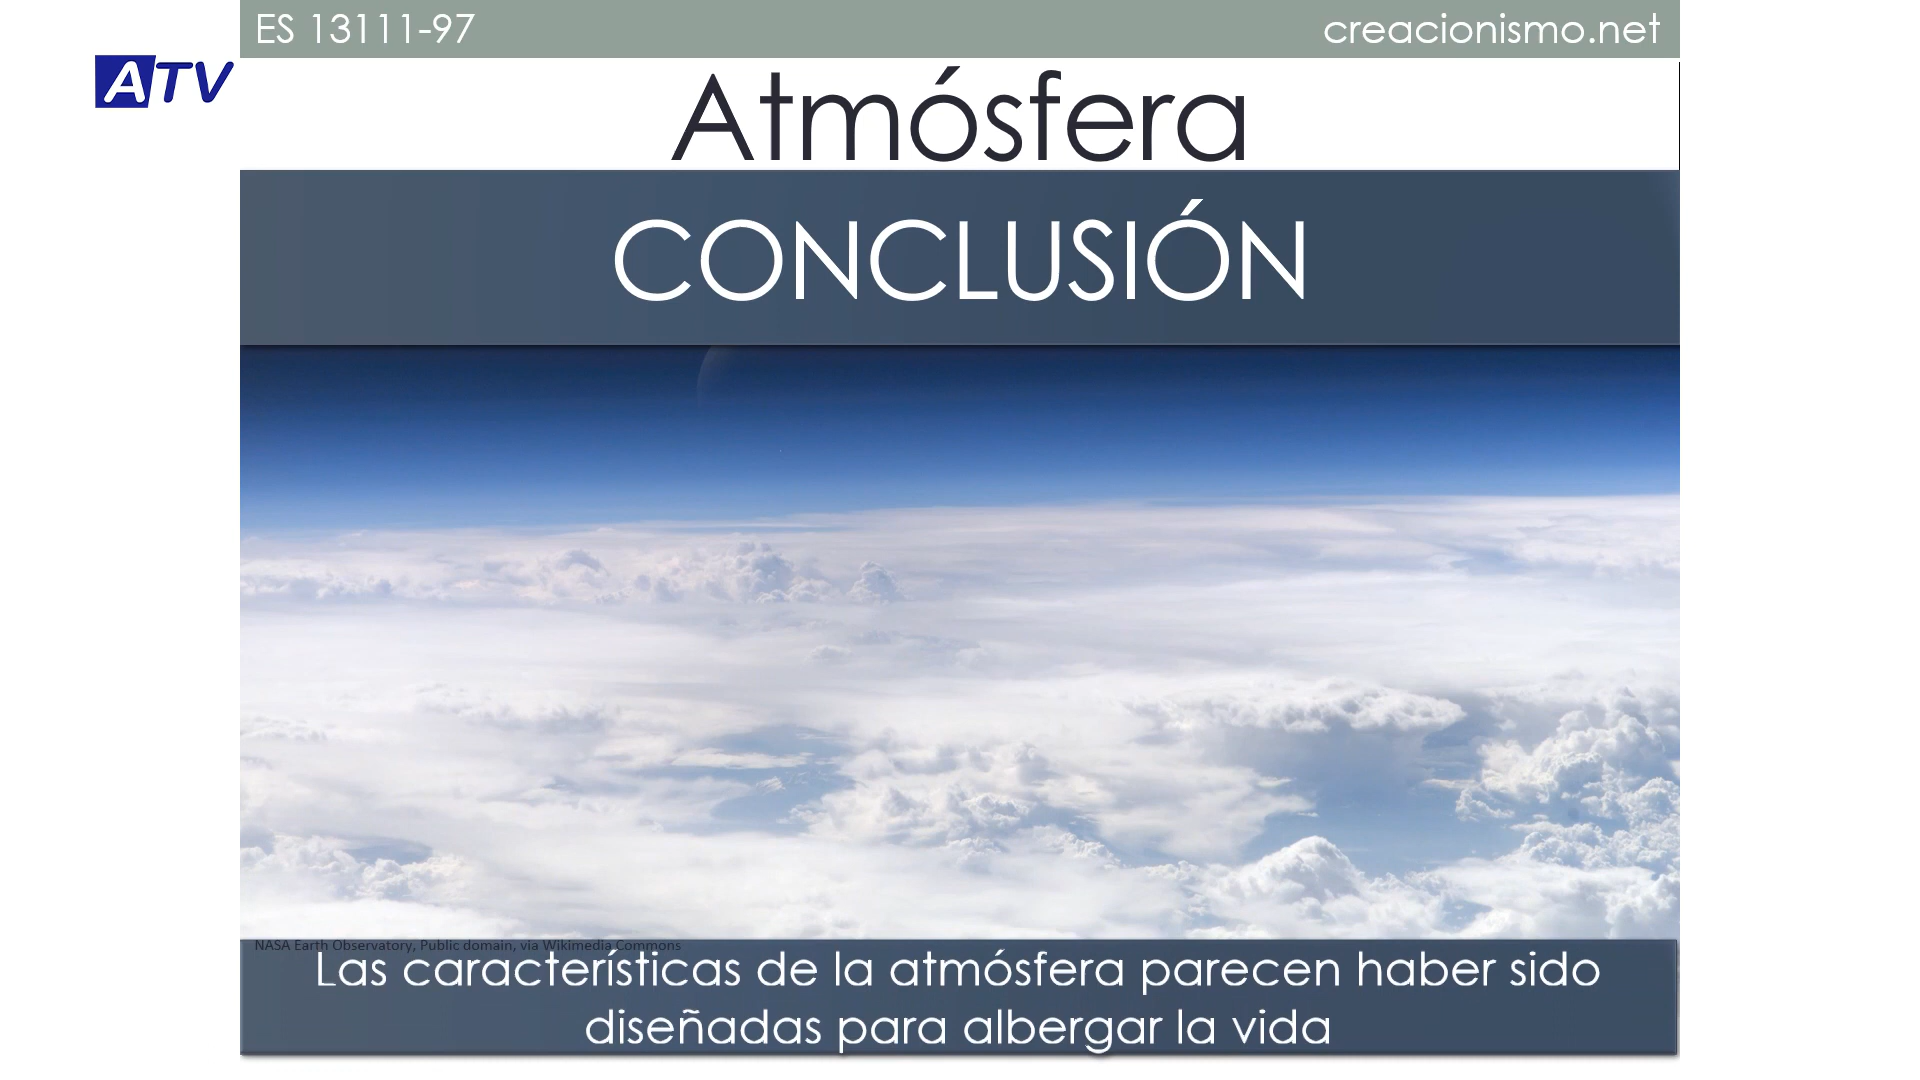 ES 13111-97
creacionismo.net
ATV
Atmósfera
CONCLUSIÓN
NASA Earth Observatory, Public domain, via Wikimedia Commons
Las características de la atmósfera parecen haber sido
diseñadas para albergar la vida